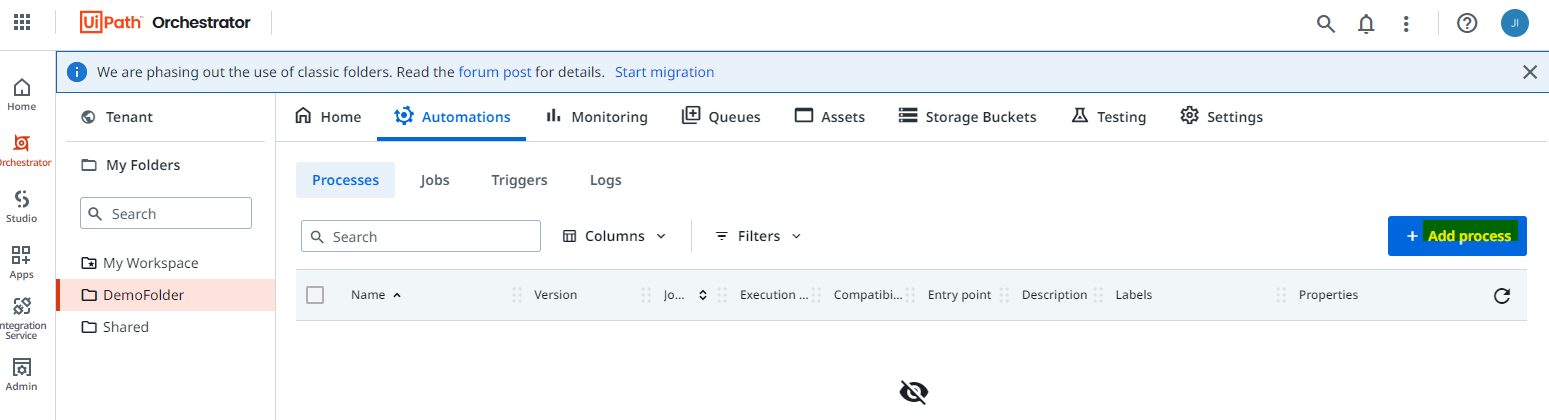 UiPath Orchestrator
JI
We are phasing out the use of classic folders. Read the forum post for details. Start migration
Home
Orchestrator
Studio
Apps
Integration
Service
Admin
Tenant
My Folders
Search
My Workspace
DemoFolder
Shared
Home Automations Monitoring Queues Assets Storage Buckets Testing Settings
Processes Jobs Triggers Logs
Search Columns Filters + Add process
Name Version Jo... Execution ... Compatibi... Entry point Description Labels Properties